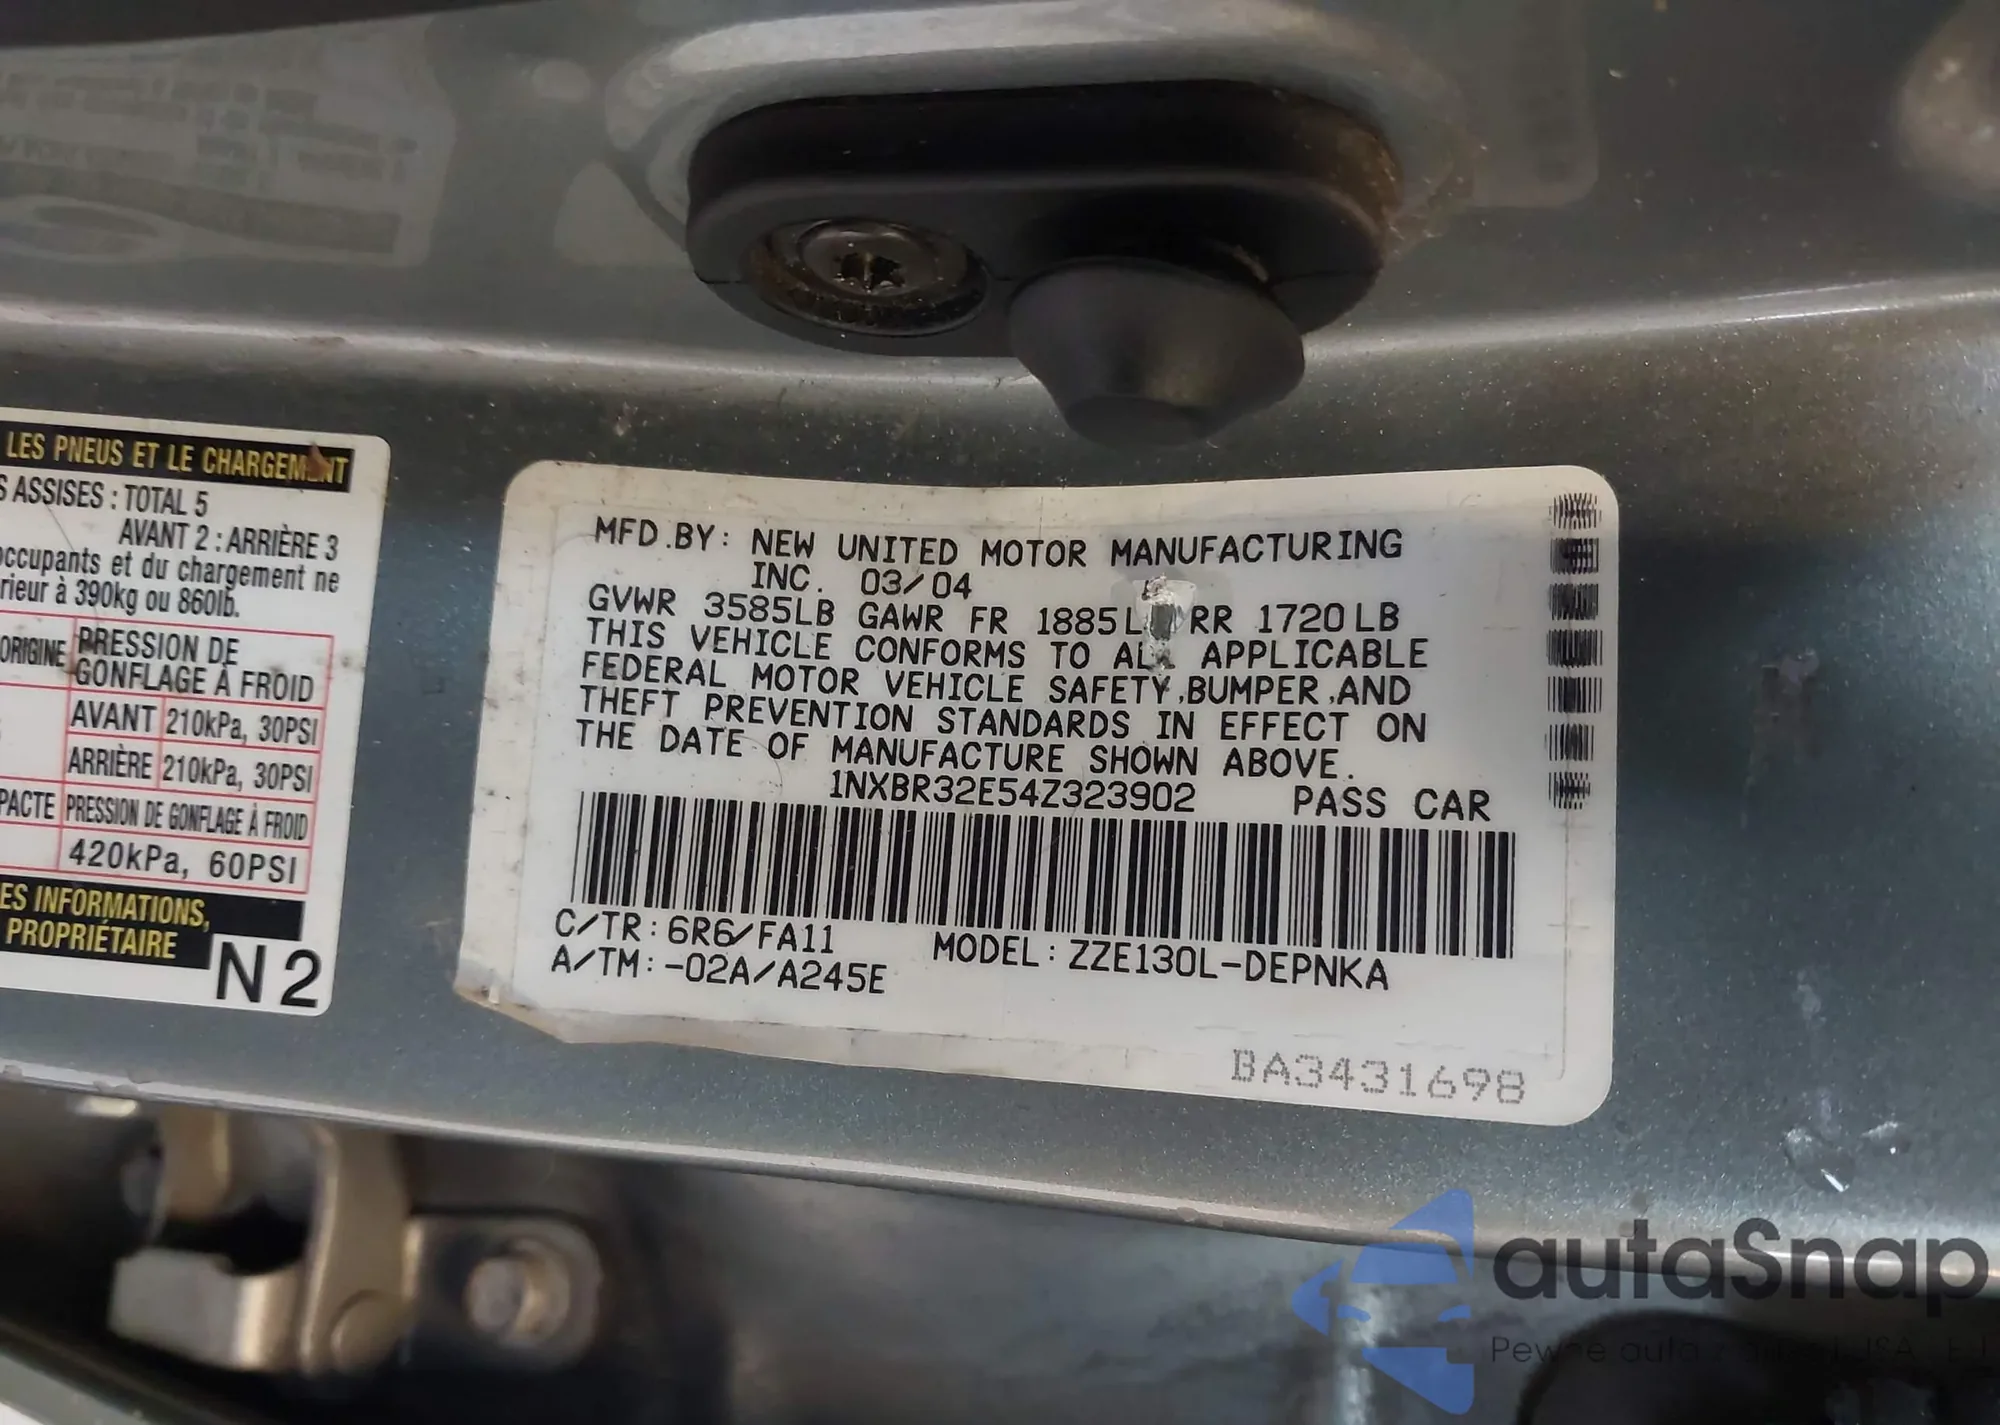 LES PNEUS ET LE CHARGEMENT
S ASSISES : TOTAL 5
AVANT 2 : ARRIÈRE 3
occupants et du chargement ne
rieur à 390kg ou 860lb.
ORIGINE
PRESSION DE
GONFLAGE À FROID
AVANT 210kPa, 30PSI
ARRIÈRE 210kPa, 30PSI
PACTE PRESSION DE GONFLAGE À FROID
420kPa, 60PSI
ES INFORMATIONS,
PROPRIÉTAIRE
N2
MFD.BY: NEW UNITED MOTOR MANUFACTURING
INC. 03/04
GVWR 3585LB GAWR FR 1885L RR 1720LB
THIS VEHICLE CONFORMS TO ALL APPLICABLE
FEDERAL MOTOR VEHICLE SAFETY,BUMPER,AND
THEFT PREVENTION STANDARDS IN EFFECT ON
THE DATE OF MANUFACTURE SHOWN ABOVE.
1NXBR32E54Z323902 PASS CAR
C/TR:6R6/FA11
A/TM:-02A/A245E
MODEL:ZZE130L-DEPNKA
BA3431698
autaSnap
Pewne auta z